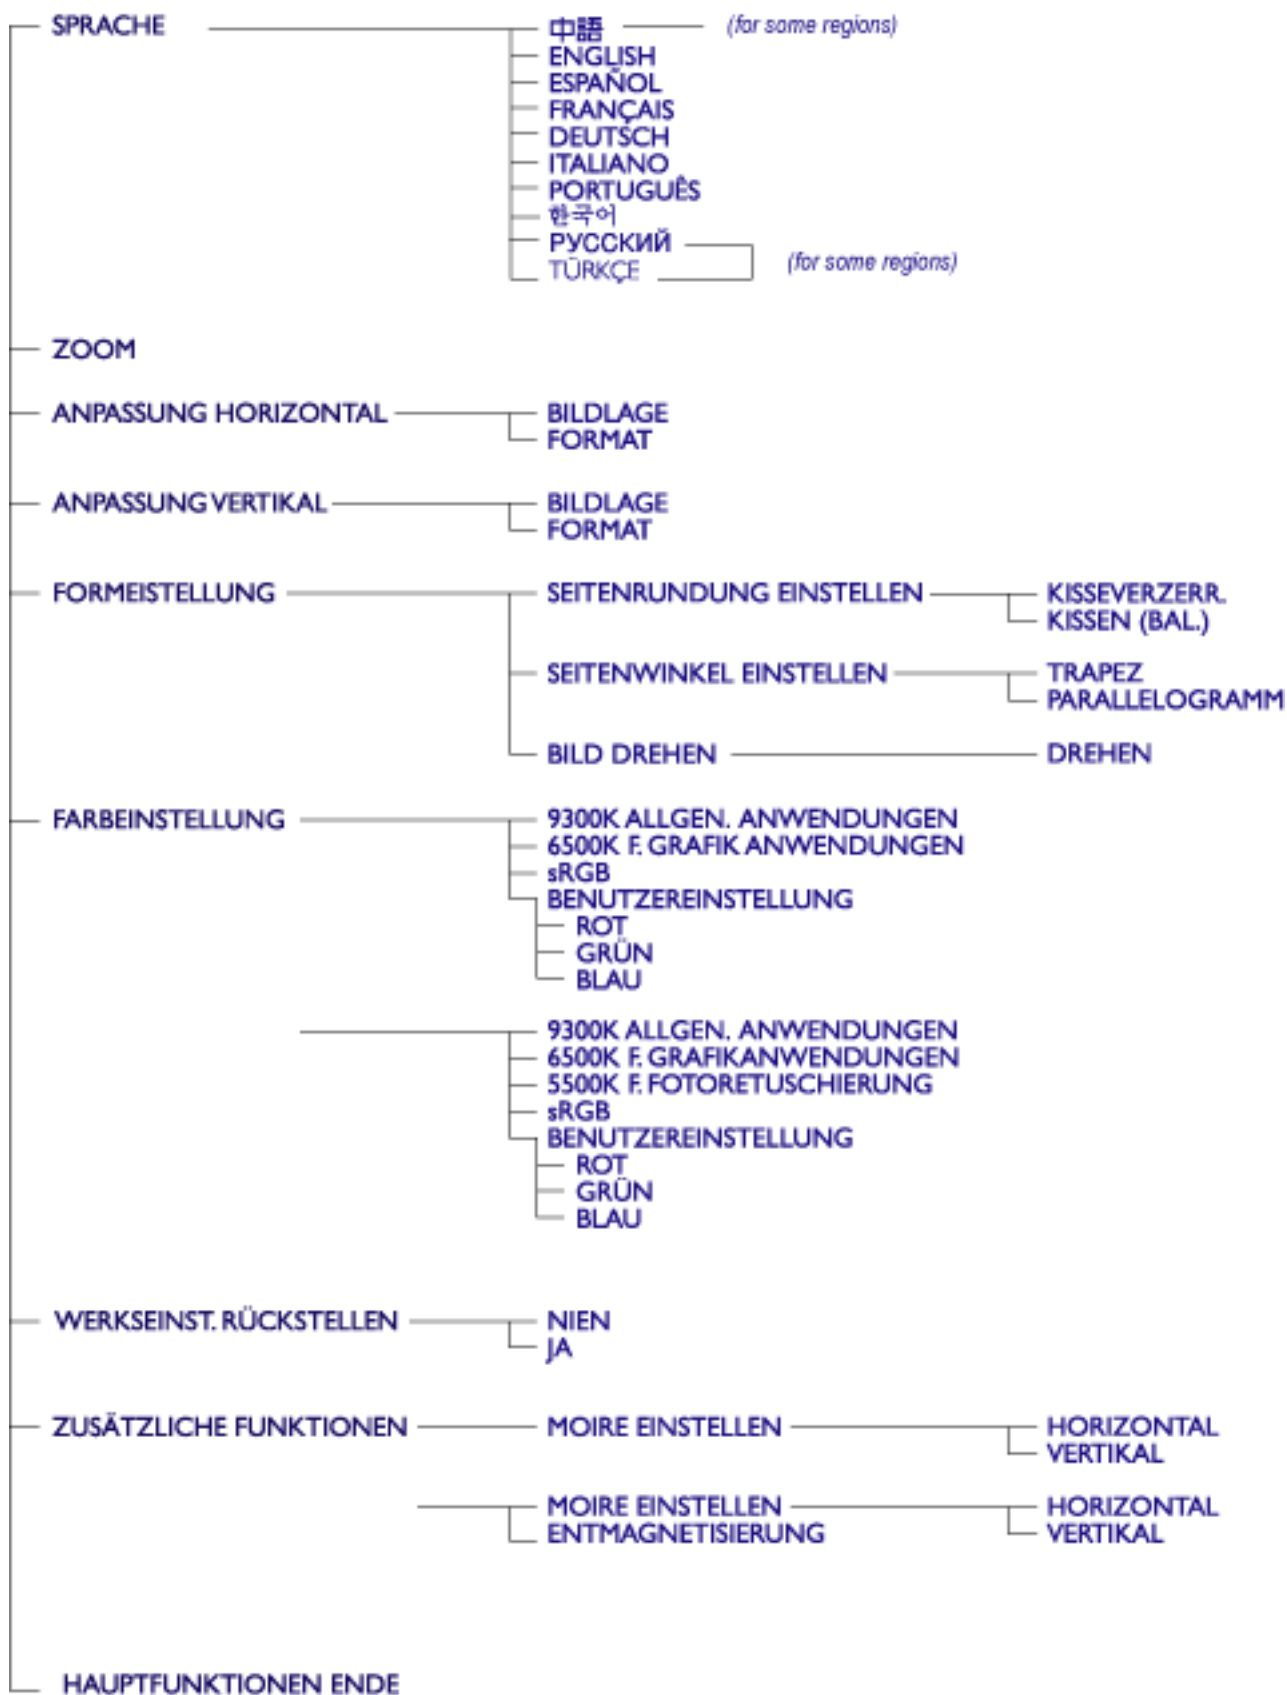 SPRACHE
中語 (for some regions)
ENGLISH
ESPAÑOL
FRANÇAIS
DEUTSCH
ITALIANO
PORTUGUÊS
한국어
РУССКИЙ
TÜRKÇE (for some regions)
ZOOM
ANPASSUNG HORIZONTAL BILDLAGE
FORMAT
ANPASSUNG VERTIKAL BILDLAGE
FORMAT
FORMEISTELLUNG SEITENRUNDUNG EINSTELLEN KISSEVERZERR.
KISSEN (BAL.)
SEITENWINKEL EINSTELLEN TRAPEZ
PARALLELOGRAMM
BILD DREHEN DREHEN
FARBEINSTELLUNG 9300K ALLGEN. ANWENDUNGEN
6500K F. GRAFIK ANWENDUNGEN
sRGB
BENUTZEREINSTELLUNG
ROT
GRÜN
BLAU
9300K ALLGEN. ANWENDUNGEN
6500K F. GRAFIKANWENDUNGEN
5500K F. FOTORETUSCHIERUNG
sRGB
BENUTZEREINSTELLUNG
ROT
GRÜN
BLAU
WERKSEINST. RÜCKSTELLEN NIEN
JA
ZUSÄTZLICHE FUNKTIONEN MOIRE EINSTELLEN HORIZONTAL
VERTIKAL
MOIRE EINSTELLEN HORIZONTAL
ENTMAGNETISIERUNG VERTIKAL
HAUPTFUNKTIONEN ENDE